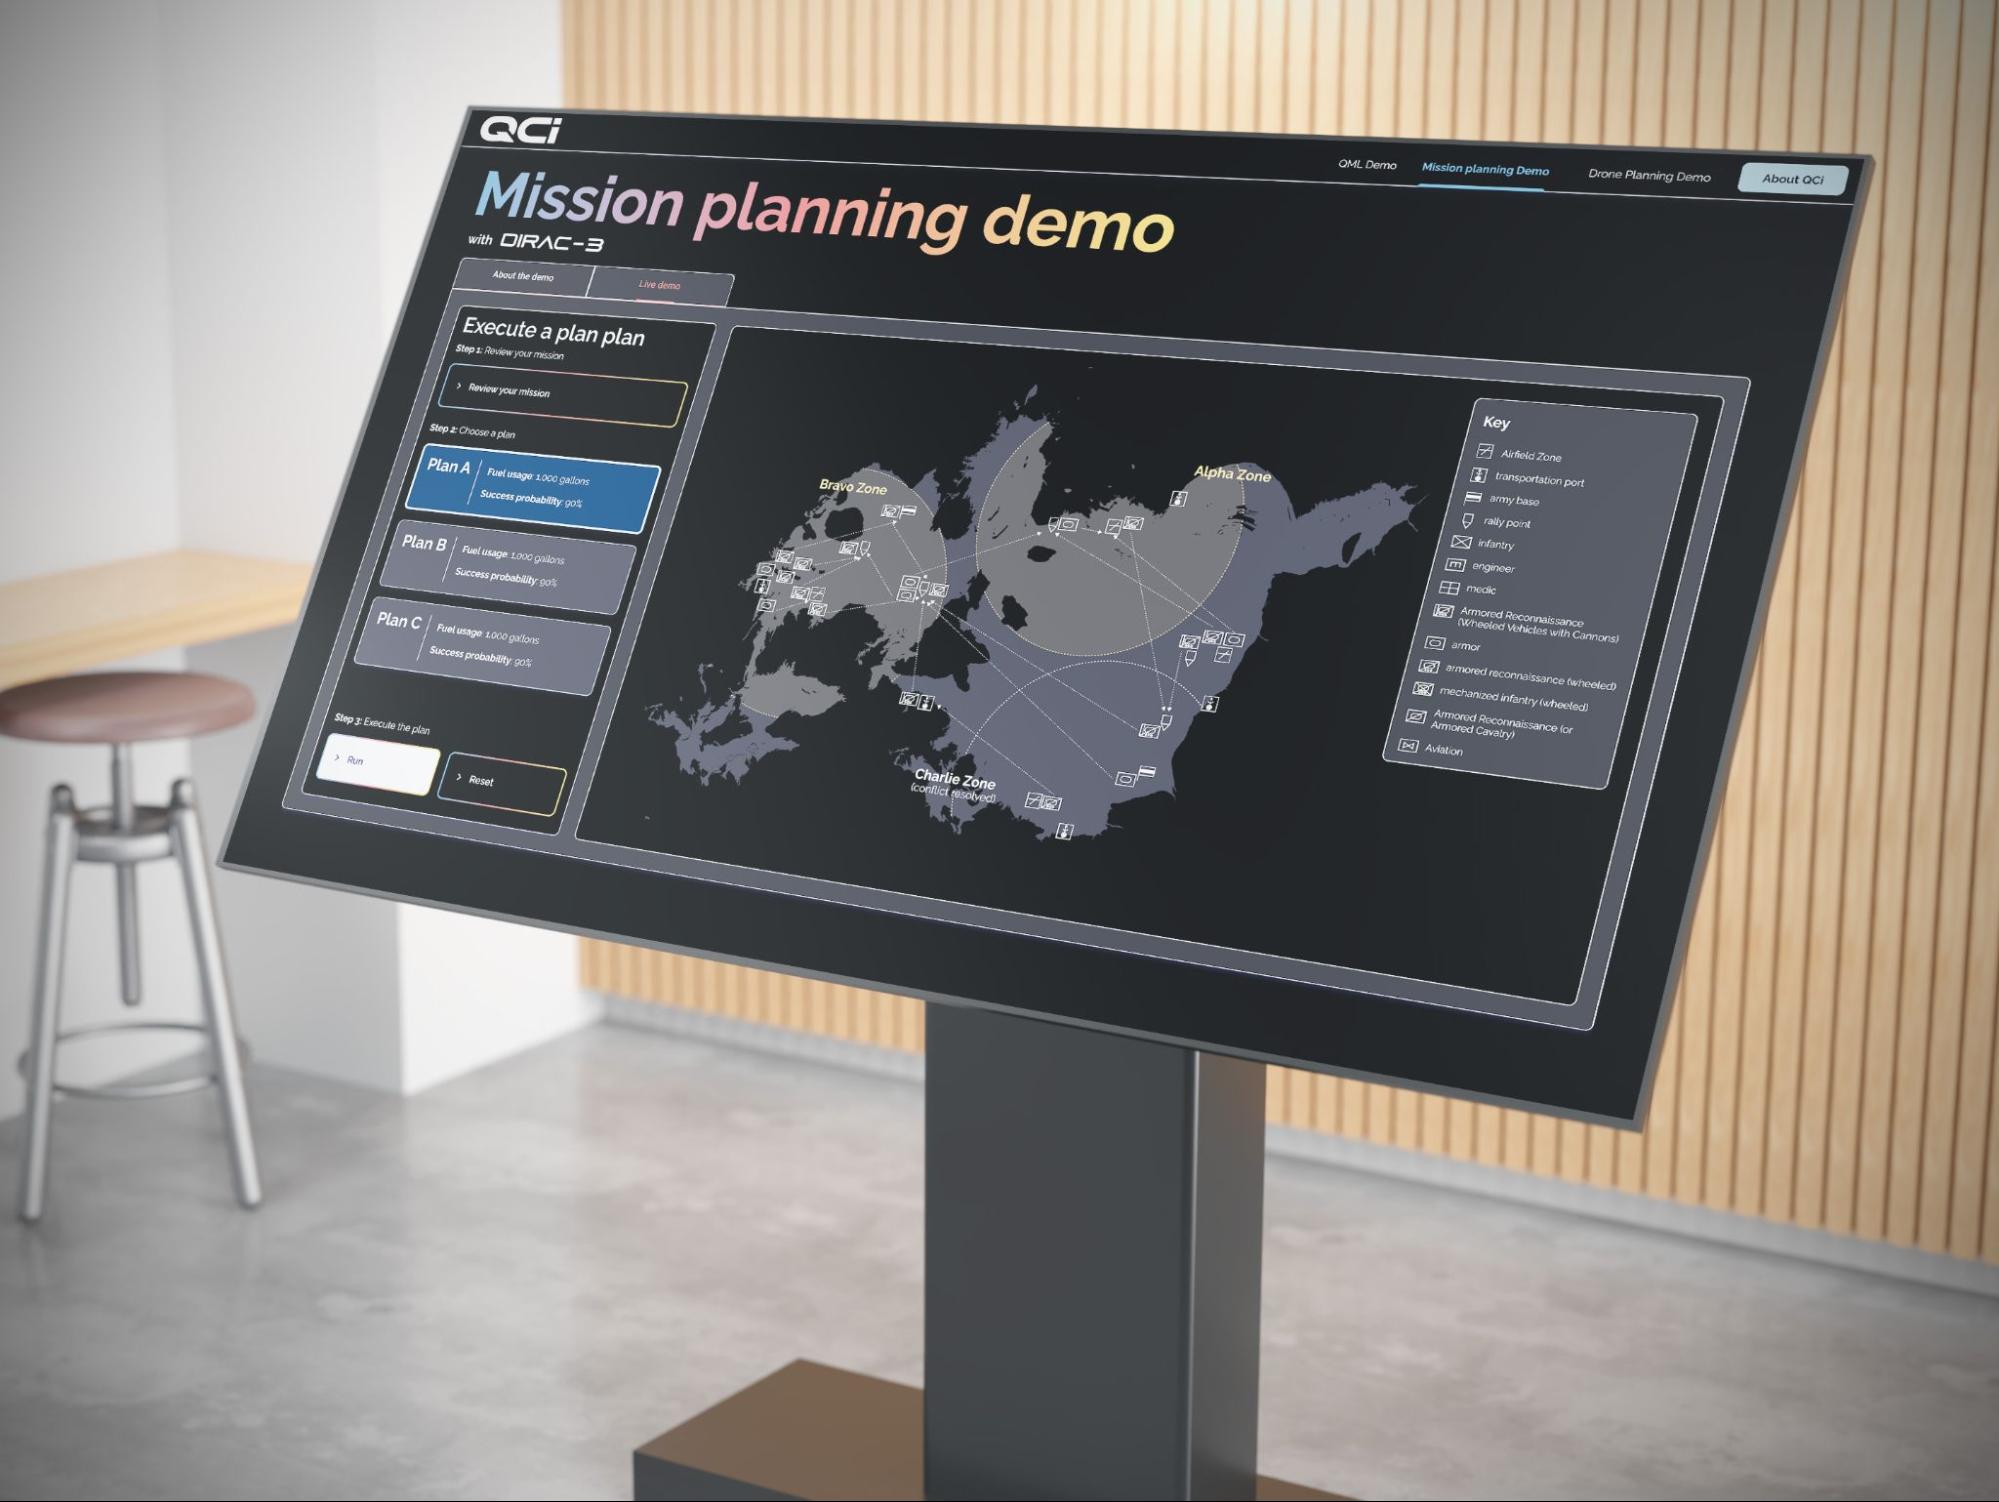 QCi
QML Demo
Mission planning Demo
Drone Planning Demo
About QCi
Mission planning demo
with DIRAC-3
About the demo
Live demo
Execute a plan plan
Step 1: Review your mission
> Review your mission
Step 2: Choose a plan
Plan A
Fuel usage: 1,000 gallons
Success probability: 90%
Plan B
Fuel usage: 1,000 gallons
Success probability: 90%
Plan C
Fuel usage: 1,000 gallons
Success probability: 90%
Step 3: Execute the plan
> Run
> Reset
Bravo Zone
Alpha Zone
Charlie Zone
(conflict resolved)
Key
Airfield Zone
transportation port
army base
rally point
infantry
engineer
medic
Armored Reconnaissance
(Wheeled Vehicles with Cannons)
armor
armored reconnaissance (wheeled)
mechanized infantry (wheeled)
Armored Reconnaissance (or
Armored Cavalry)
Aviation